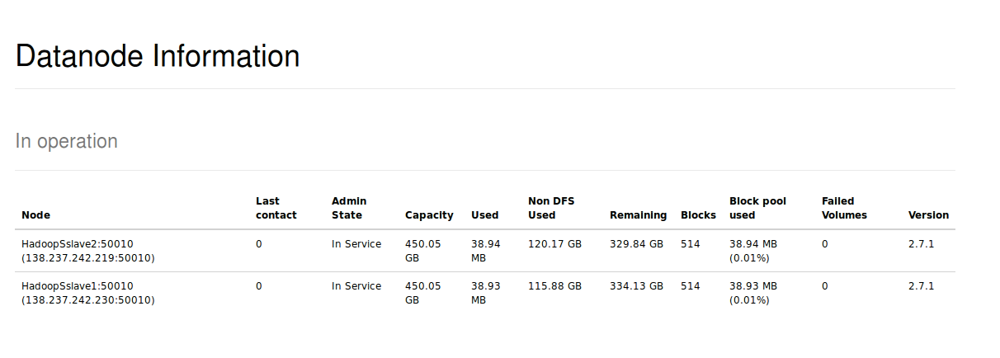 Datanode Information
In operation
Node Last contact Admin State Capacity Used Non DFS Used Remaining Blocks Block pool used Failed Volumes Version
HadoopSslave2:50010 (138.237.242.219:50010) 0 In Service 450.05 GB 38.94 MB 120.17 GB 329.84 GB 514 38.94 MB (0.01%) 0 2.7.1
HadoopSslave1:50010 (138.237.242.230:50010) 0 In Service 450.05 GB 38.93 MB 115.88 GB 334.13 GB 514 38.93 MB (0.01%) 0 2.7.1